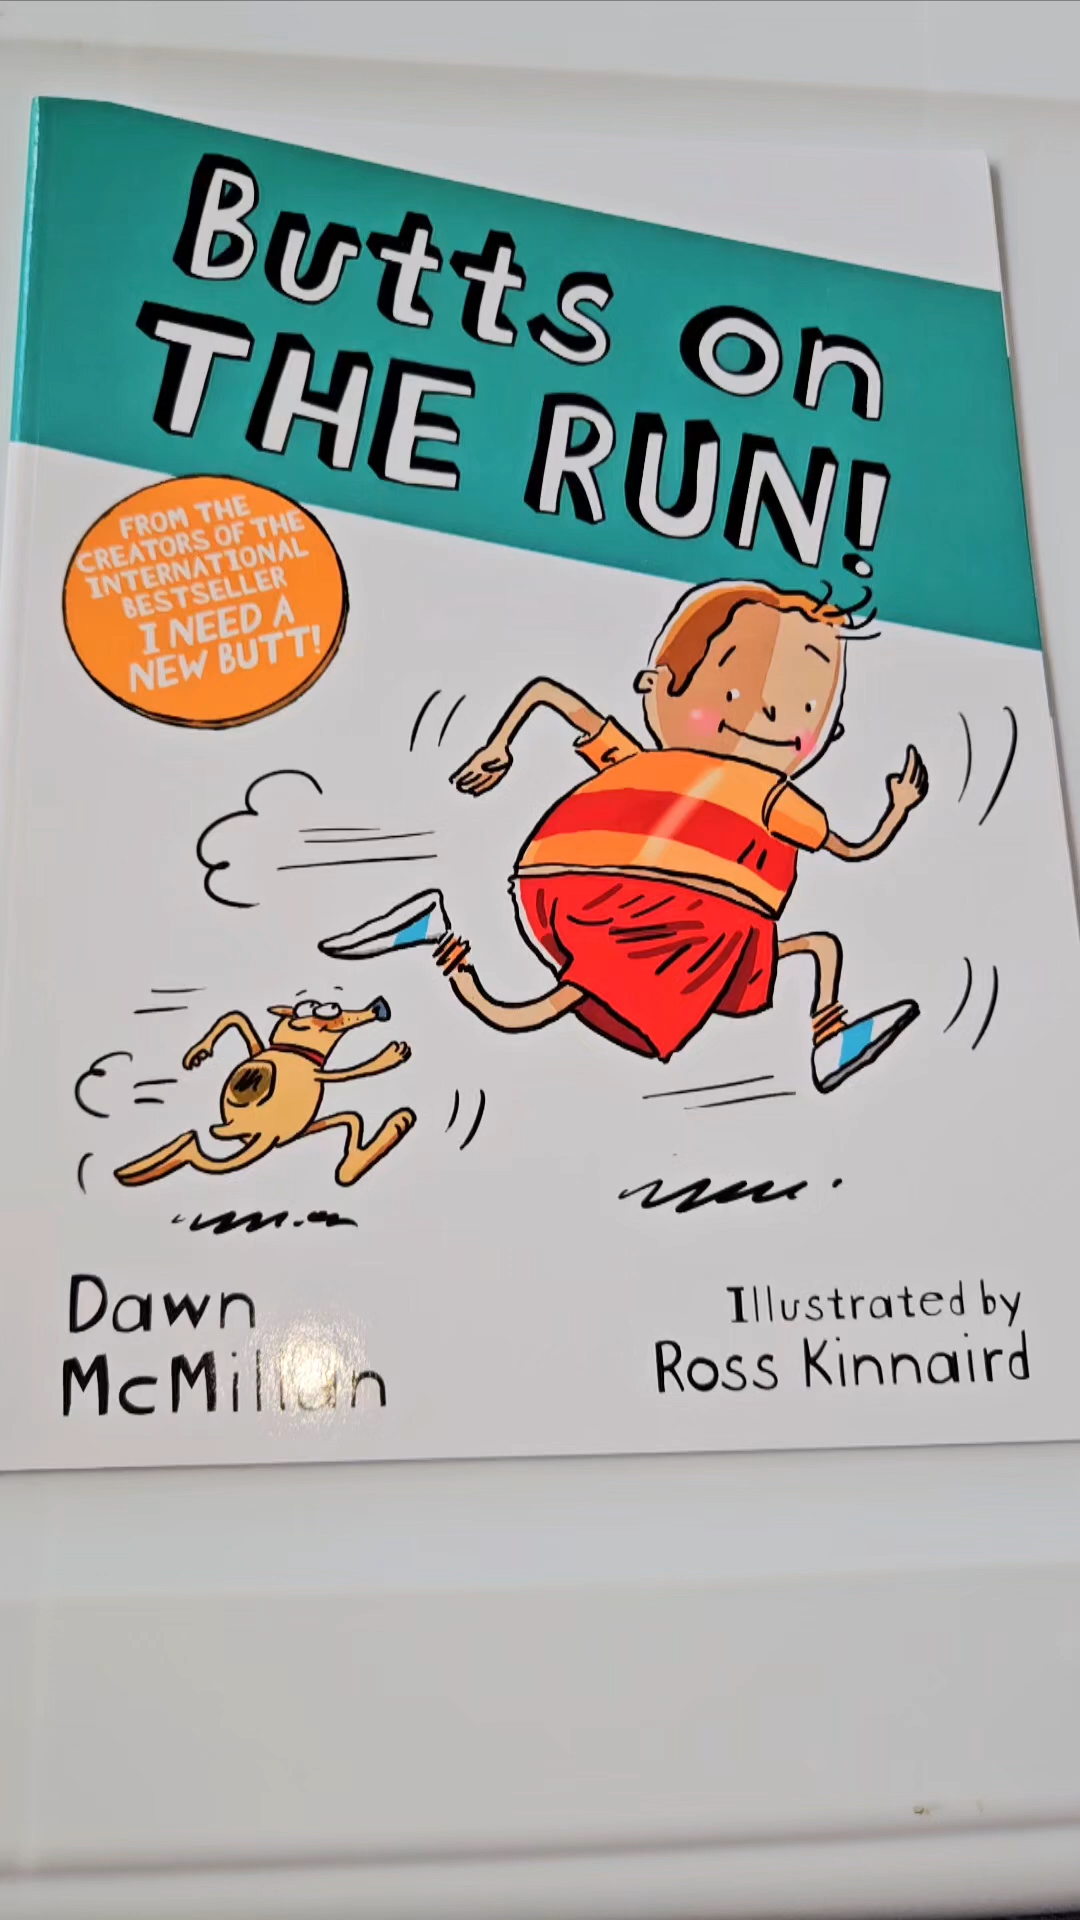 Butts on
THE RUN!
FROM THE
CREATORS OF THE
INTERNATIONAL
BESTSELLER
I NEED A
NEW BUTT!
Dawn
McMillan
Illustrated by
Ross Kinnaird